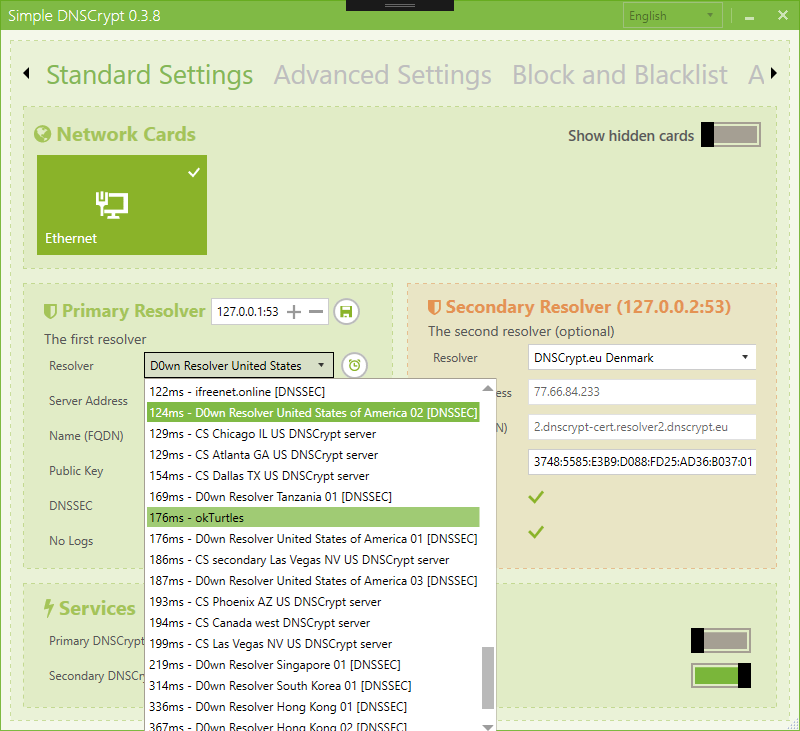 Simple DNSCrypt 0.3.8
English
Standard Settings
Advanced Settings
Block and Blacklist
A
Network Cards
Show hidden cards
Ethernet
Primary Resolver
127.0.0.1:53
The first resolver
Resolver
D0wn Resolver United States
Server Address
Name (FQDN)
Public Key
DNSSEC
No Logs
122ms - ifreenet.online [DNSSEC]
124ms - D0wn Resolver United States of America 02 [DNSSEC]
129ms - CS Chicago IL US DNSCrypt server
129ms - CS Atlanta GA US DNSCrypt server
154ms - CS Dallas TX US DNSCrypt server
169ms - D0wn Resolver Tanzania 01 [DNSSEC]
176ms - okTurtles
176ms - D0wn Resolver United States of America 01 [DNSSEC]
186ms - CS secondary Las Vegas NV US DNSCrypt server
187ms - D0wn Resolver United States of America 03 [DNSSEC]
193ms - CS Phoenix AZ US DNSCrypt server
194ms - CS Canada west DNSCrypt server
199ms - CS Las Vegas NV US DNSCrypt server
219ms - D0wn Resolver Singapore 01 [DNSSEC]
314ms - D0wn Resolver South Korea 01 [DNSSEC]
336ms - D0wn Resolver Hong Kong 01 [DNSSEC]
367ms - D0wn Resolver Hong Kong 02 [DNSSEC]
Secondary Resolver (127.0.0.2:53)
The second resolver (optional)
Resolver
DNSCrypt.eu Denmark
ess
77.66.84.233
N)
2.dnscrypt-cert.resolver2.dnscrypt.eu
3748:5585:E3B9:D088:FD25:AD36:B037:01
Services
Primary DNSCrypt
Secondary DNSCry